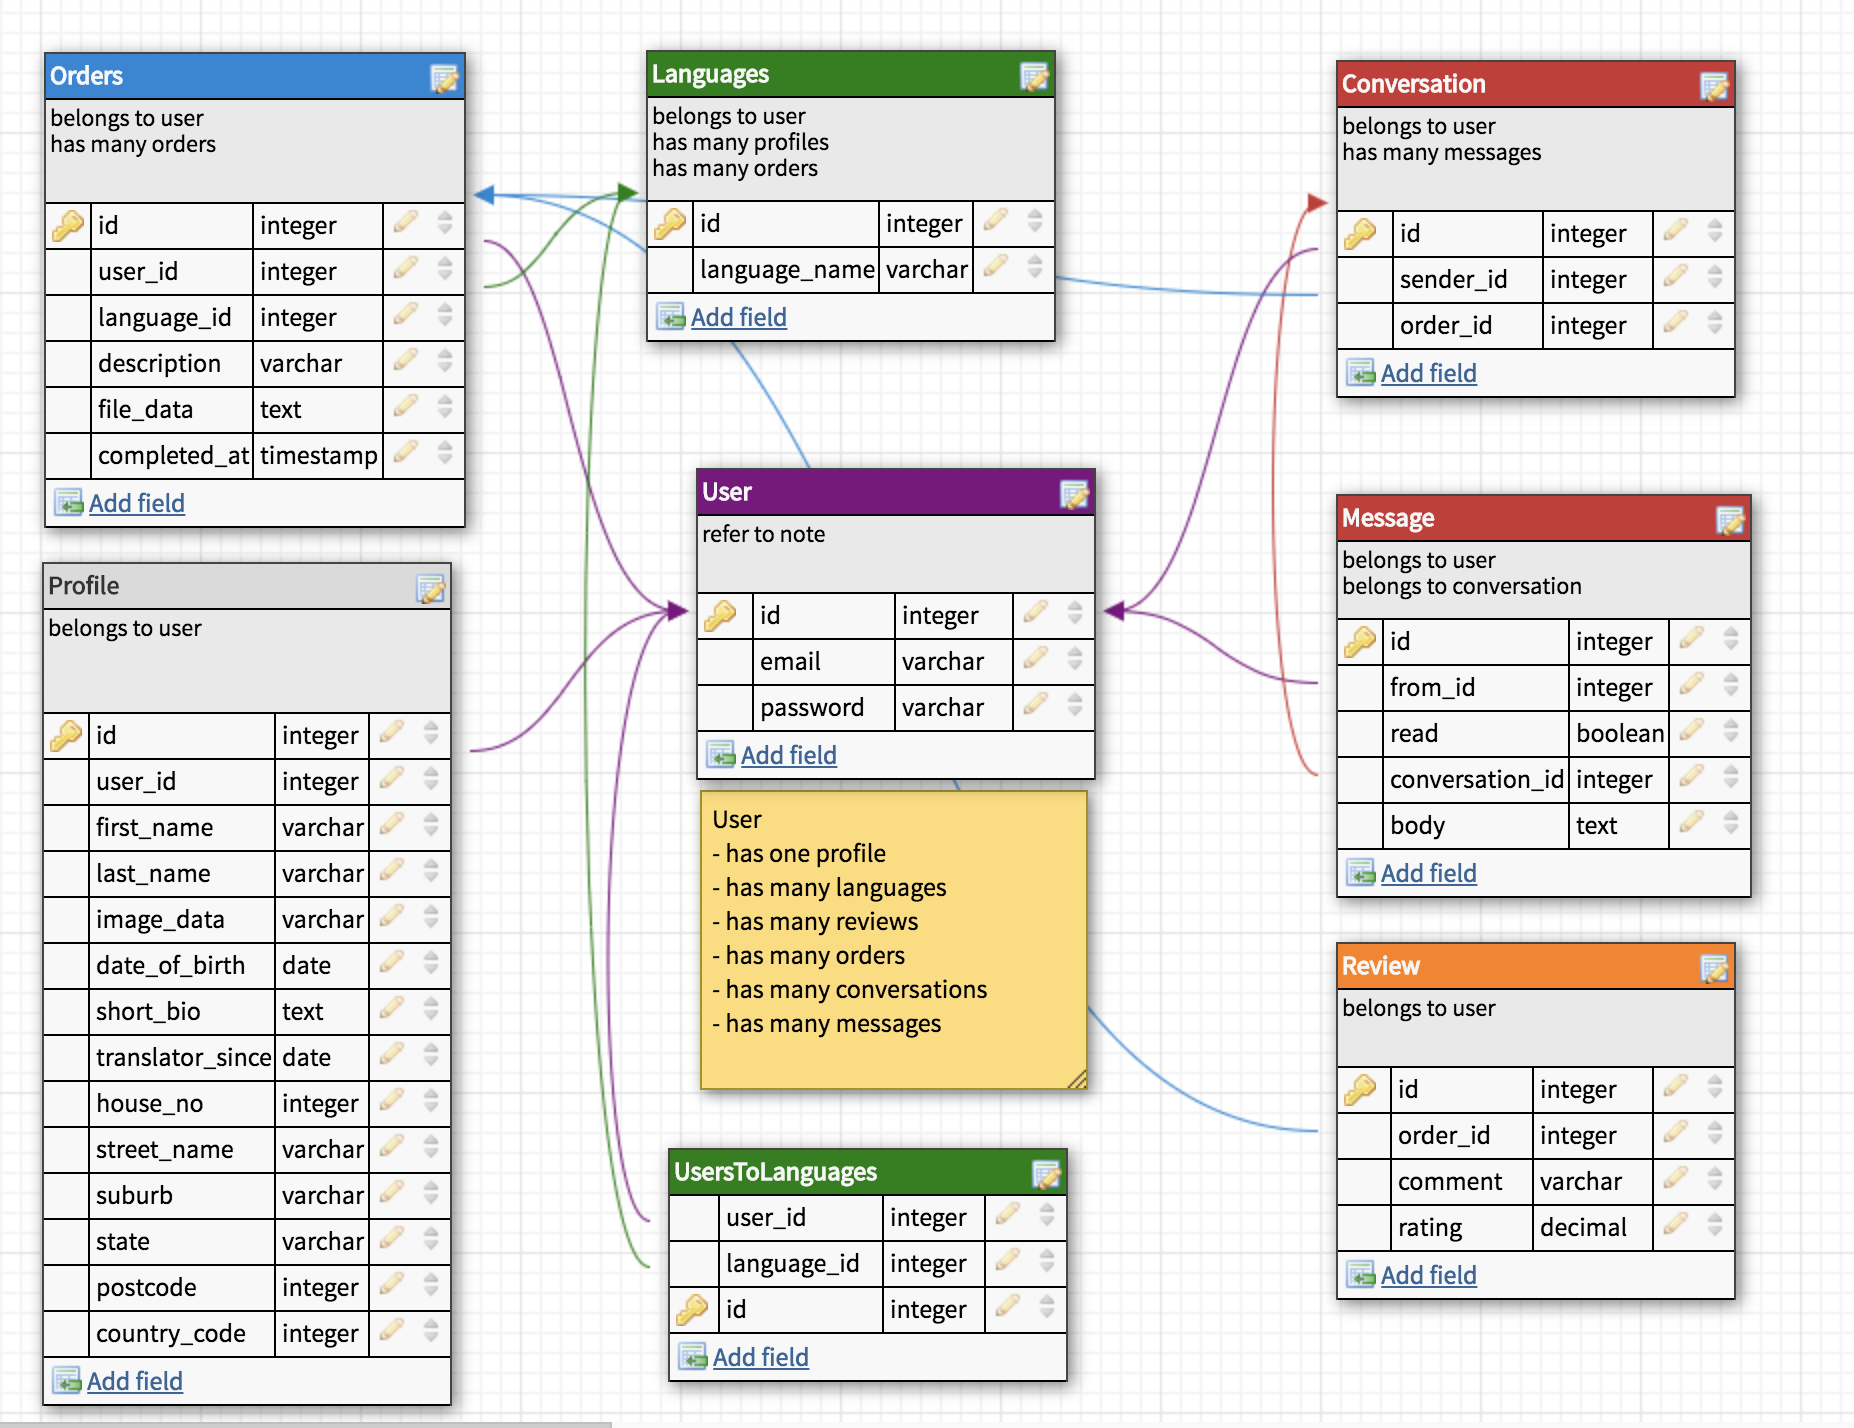 Orders
belongs to user
has many orders
id integer
user_id integer
language_id integer
description varchar
file_data text
completed_at timestamp
Add field
Languages
belongs to user
has many profiles
has many orders
id integer
language_name varchar
Add field
Conversation
belongs to user
has many messages
id integer
sender_id integer
order_id integer
Add field
Profile
belongs to user
id integer
user_id integer
first_name varchar
last_name varchar
image_data varchar
date_of_birth date
short_bio text
translator_since date
house_no integer
street_name varchar
suburb varchar
state varchar
postcode integer
country_code integer
Add field
User
refer to note
id integer
email varchar
password varchar
Add field
User
- has one profile
- has many languages
- has many reviews
- has many orders
- has many conversations
- has many messages
UsersToLanguages
user_id integer
language_id integer
id integer
Add field
Message
belongs to user
belongs to conversation
id integer
from_id integer
read boolean
conversation_id integer
body text
Add field
Review
belongs to user
id integer
order_id integer
comment varchar
rating decimal
Add field